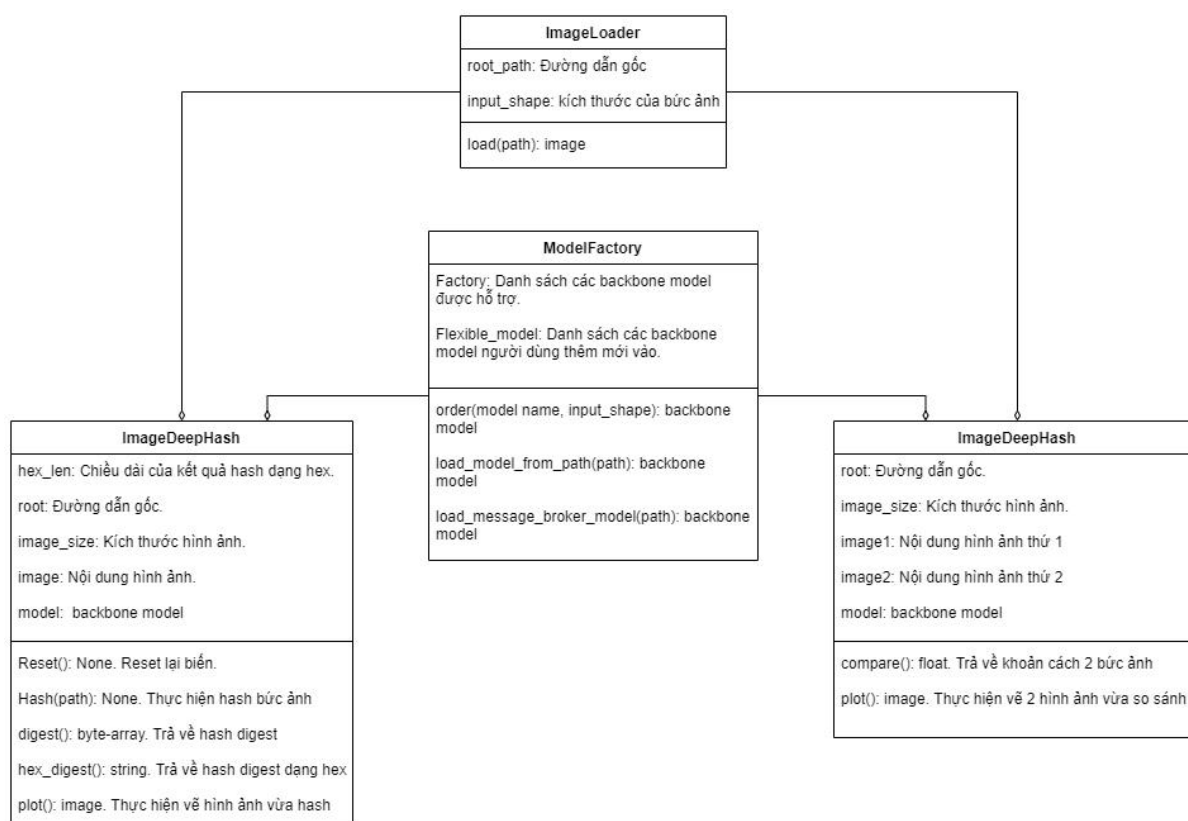 ImageLoader
root_path: Đường dẫn gốc
input_shape: kích thước của bức ảnh
load(path): image
ModelFactory
Factory: Danh sách các backbone model
được hỗ trợ.
Flexible_model: Danh sách các backbone
model người dùng thêm mới vào.
order(model name, input_shape): backbone
model
load_model_from_path(path): backbone
model
load_message_broker_model(path): backbone
model
ImageDeepHash
hex_len: Chiều dài của kết quả hash dạng hex.
root: Đường dẫn gốc.
image_size: Kích thước hình ảnh.
image: Nội dung hình ảnh.
model: backbone model
Reset(): None. Reset lại biến.
Hash(path): None. Thực hiện hash bức ảnh
digest(): byte-array. Trả về hash digest
hex_digest(): string. Trả về hash digest dạng hex
plot(): image. Thực hiện vẽ hình ảnh vừa hash
ImageDeepHash
root: Đường dẫn gốc.
image_size: Kích thước hình ảnh.
image1: Nội dung hình ảnh thứ 1
image2: Nội dung hình ảnh thứ 2
model: backbone model
compare(): float. Trả về khoản cách 2 bức ảnh
plot(): image. Thực hiện vẽ 2 hình ảnh vừa so sánh